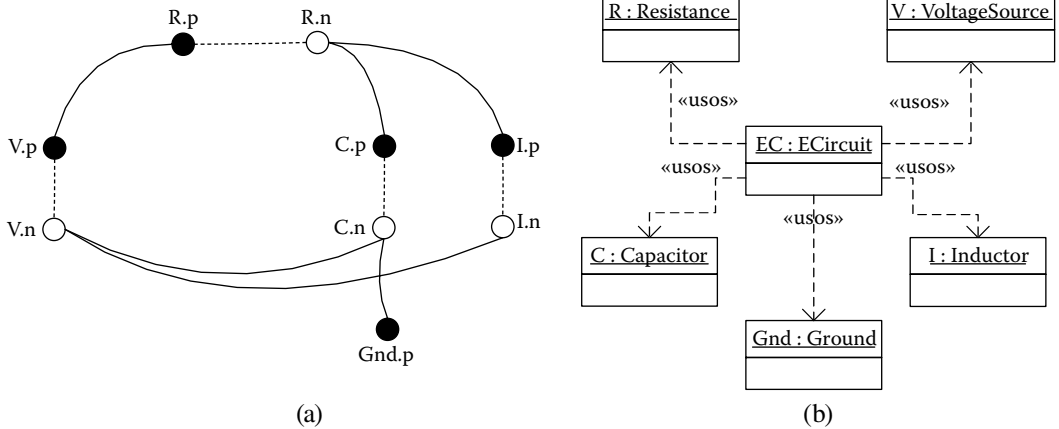 R.p
R.n
V.p
C.p
I.p
V.n
C.n
I.n
Gnd.p
(a)
R : Resistance
V : VoltageSource
«usos»
«usos»
EC : ECircuit
«usos»
«usos»
«usos»
C : Capacitor
I : Inductor
Gnd : Ground
(b)